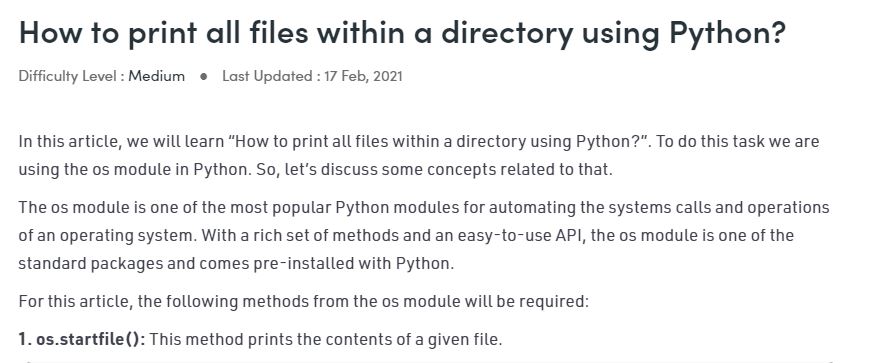 How to print all files within a directory using Python?
Difficulty Level : Medium ● Last Updated : 17 Feb, 2021
In this article, we will learn “How to print all files within a directory using Python?”. To do this task we are
using the os module in Python. So, let’s discuss some concepts related to that.
The os module is one of the most popular Python modules for automating the systems calls and operations
of an operating system. With a rich set of methods and an easy-to-use API, the os module is one of the
standard packages and comes pre-installed with Python.
For this article, the following methods from the os module will be required:
1. os.startfile(): This method prints the contents of a given file.